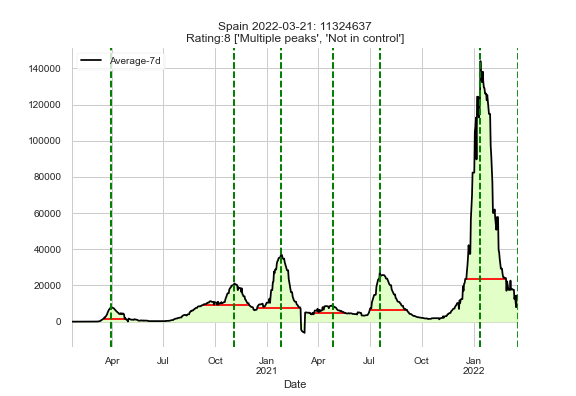 Spain 2022-03-21: 11324637
Rating:8 ['Multiple peaks', 'Not in control']
Average-7d
140000
120000
100000
80000
60000
40000
20000
0
Apr Jul Oct Jan Apr Jul Oct Jan
2021 2022
Date